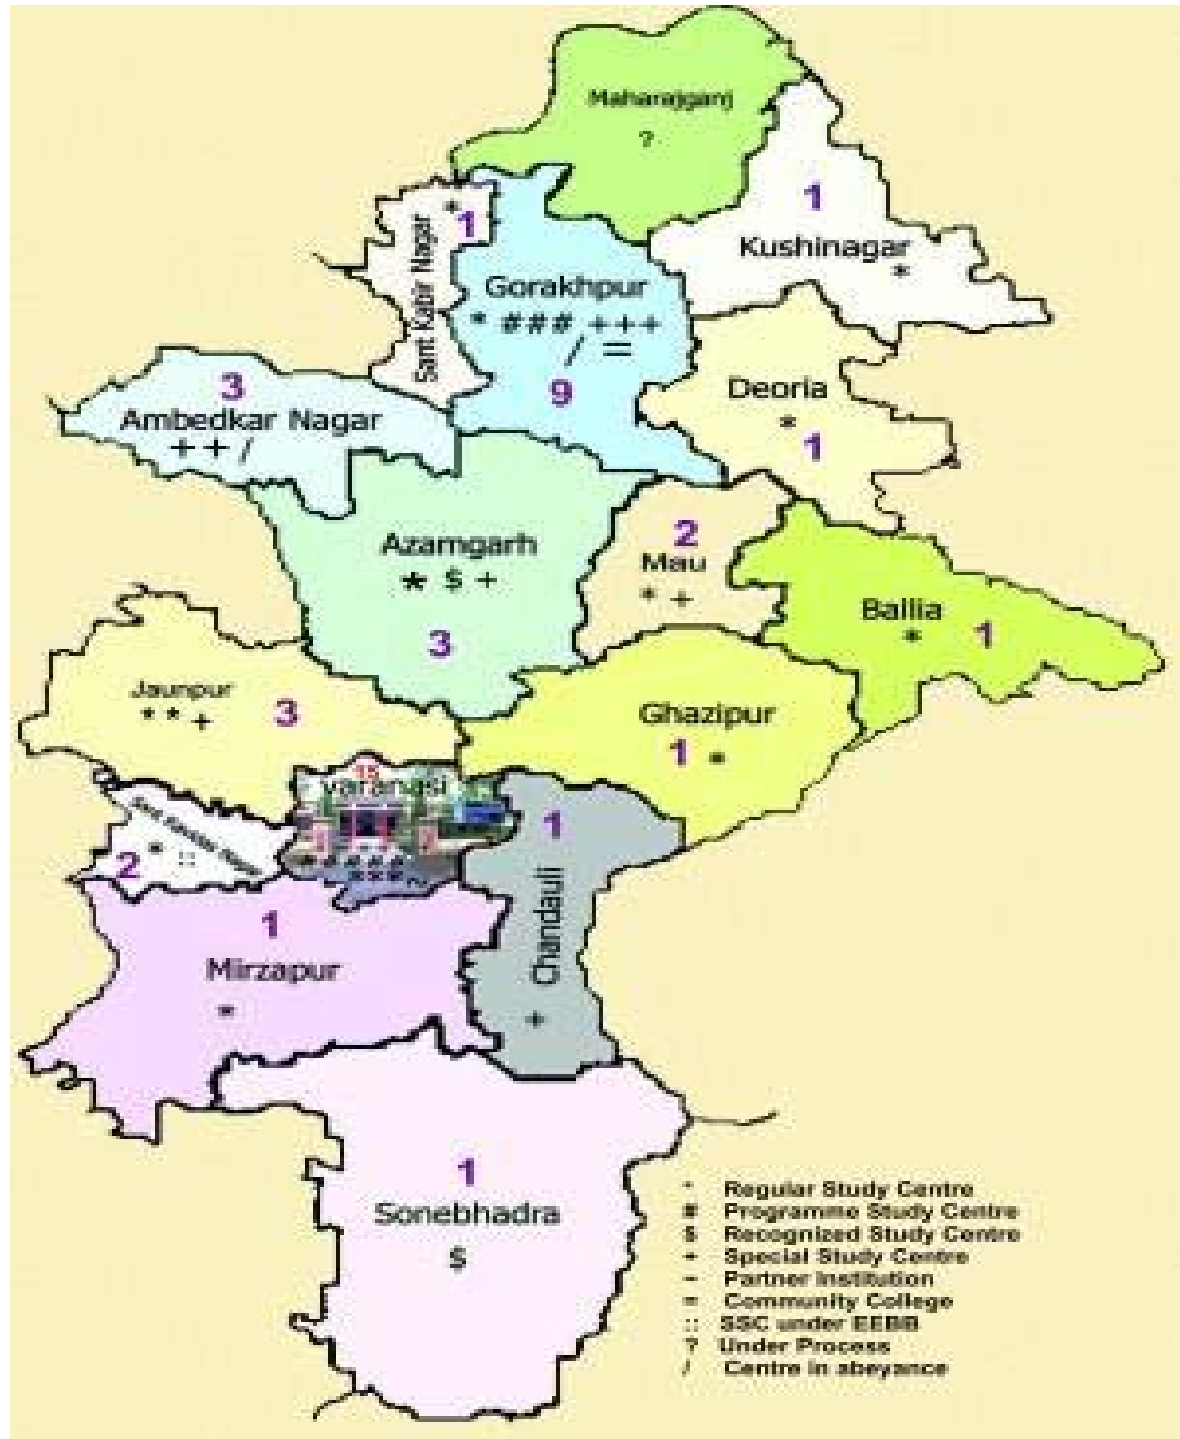 Maharajganj
?
1
Kushinagar
*
Sant Kabir Nagar
*
1
Gorakhpur
* ### +++
/ =
9
3
Ambedkar Nagar
++/
Deoria
*
1
Azamgarh
* $ +
3
2
Mau
* +
Ballia
* 1
Jaunpur
* * +
3
Ghazipur
1 *
15
varanasi
1
Chandauli
+
2
* ::
1
Mirzapur
*
1
Sonebhadra
$
* Regular Study Centre
# Programme Study Centre
$ Recognized Study Centre
+ Special Study Centre
- Partner Institution
= Community College
:: SSC under EEBB
? Under Process
/ Centre in abeyance